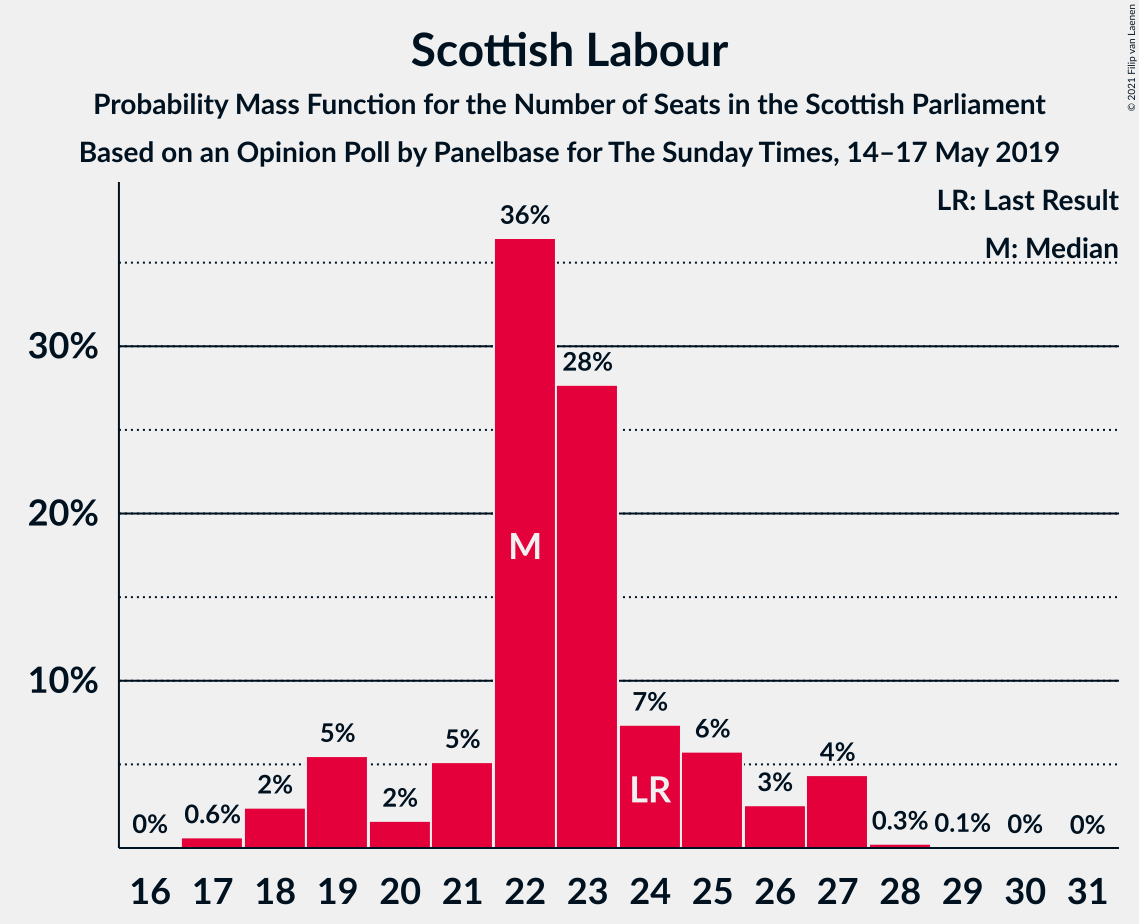 Scottish Labour
Probability Mass Function for the Number of Seats in the Scottish Parliament
Based on an Opinion Poll by Panelbase for The Sunday Times, 14–17 May 2019
© 2021 Filip van Laenen
LR: Last Result
M: Median
36%
30%
28%
20%
M
10%
7%
6%
5%
5%
4%
2%
3%
LR
2%
0.6%
0%
0.3%
0.1%
0%
0%
16 17 18 19 20 21 22 23 24 25 26 27 28 29 30 31